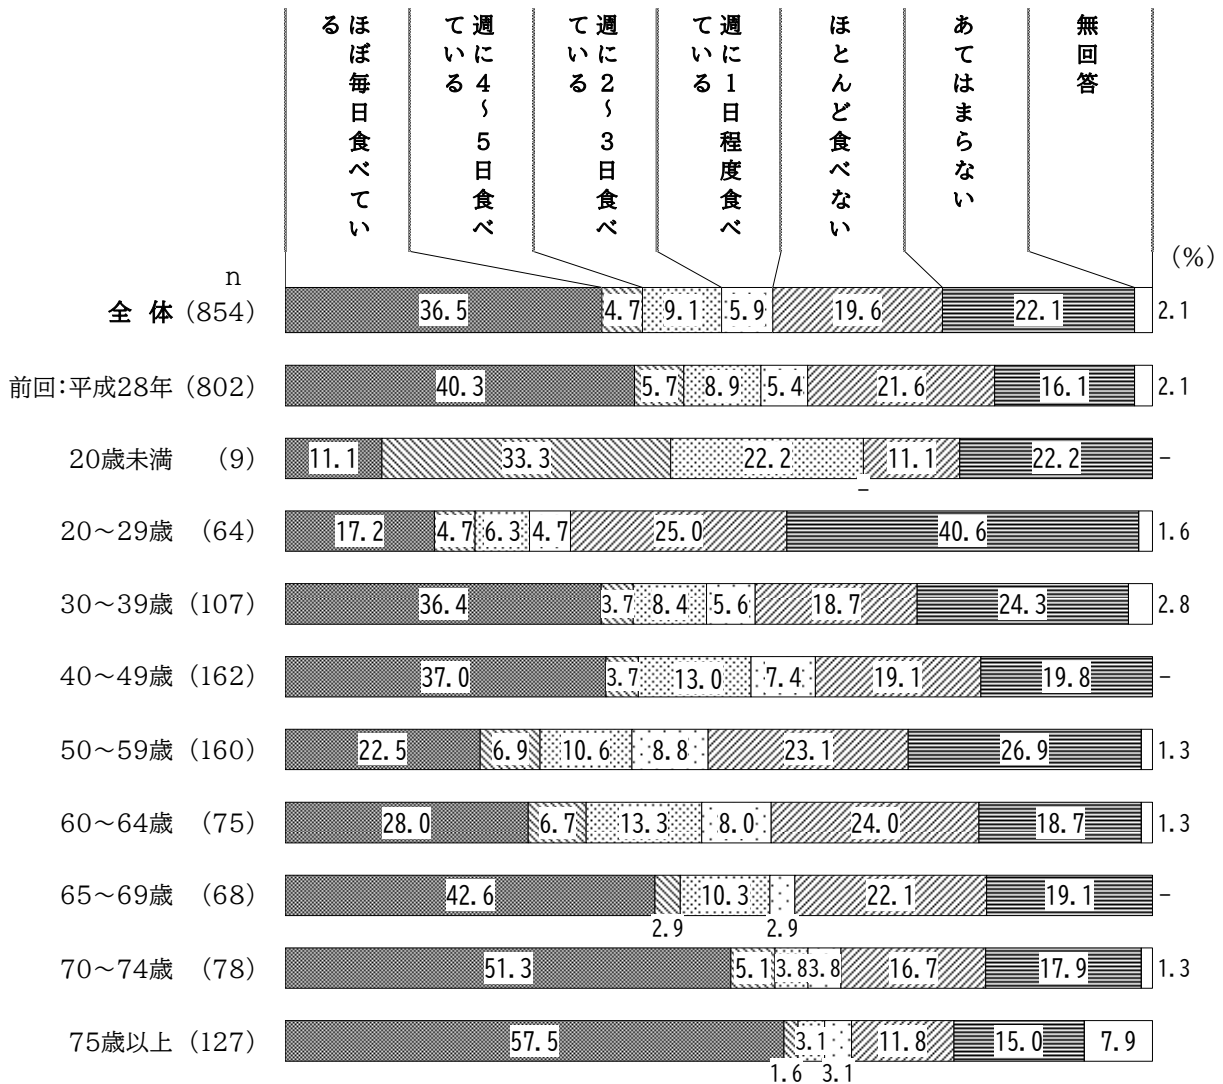 ほぼ毎日食べてい
る
週に4～5日食べ
ている
週に2～3日食べ
ている
週に1日程度食べ
ている
ほとんど食べない
あてはまらない
無回答
(%)
n
全 体 (854) 36.5 4.7 9.1 5.9 19.6 22.1 2.1
前回：平成28年 (802) 40.3 5.7 8.9 5.4 21.6 16.1 2.1
20歳未満 (9) 11.1 33.3 22.2 － 11.1 22.2 －
20～29歳 (64) 17.2 4.7 6.3 4.7 25.0 40.6 1.6
30～39歳 (107) 36.4 3.7 8.4 5.6 18.7 24.3 2.8
40～49歳 (162) 37.0 3.7 13.0 7.4 19.1 19.8 －
50～59歳 (160) 22.5 6.9 10.6 8.8 23.1 26.9 1.3
60～64歳 (75) 28.0 6.7 13.3 8.0 24.0 18.7 1.3
65～69歳 (68) 42.6 2.9 10.3 2.9 22.1 19.1 －
70～74歳 (78) 51.3 5.1 3.8 3.8 16.7 17.9 1.3
75歳以上 (127) 57.5 1.6 3.1 3.1 11.8 15.0 7.9